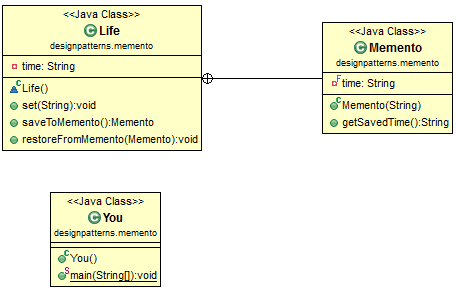 <<Java Class>>
Life
designpatterns.memento
time: String
Life()
set(String):void
saveToMemento():Memento
restoreFromMemento(Memento):void
<<Java Class>>
Memento
designpatterns.memento
time: String
Memento(String)
getSavedTime():String
<<Java Class>>
You
designpatterns.memento
You()
main(String[]):void